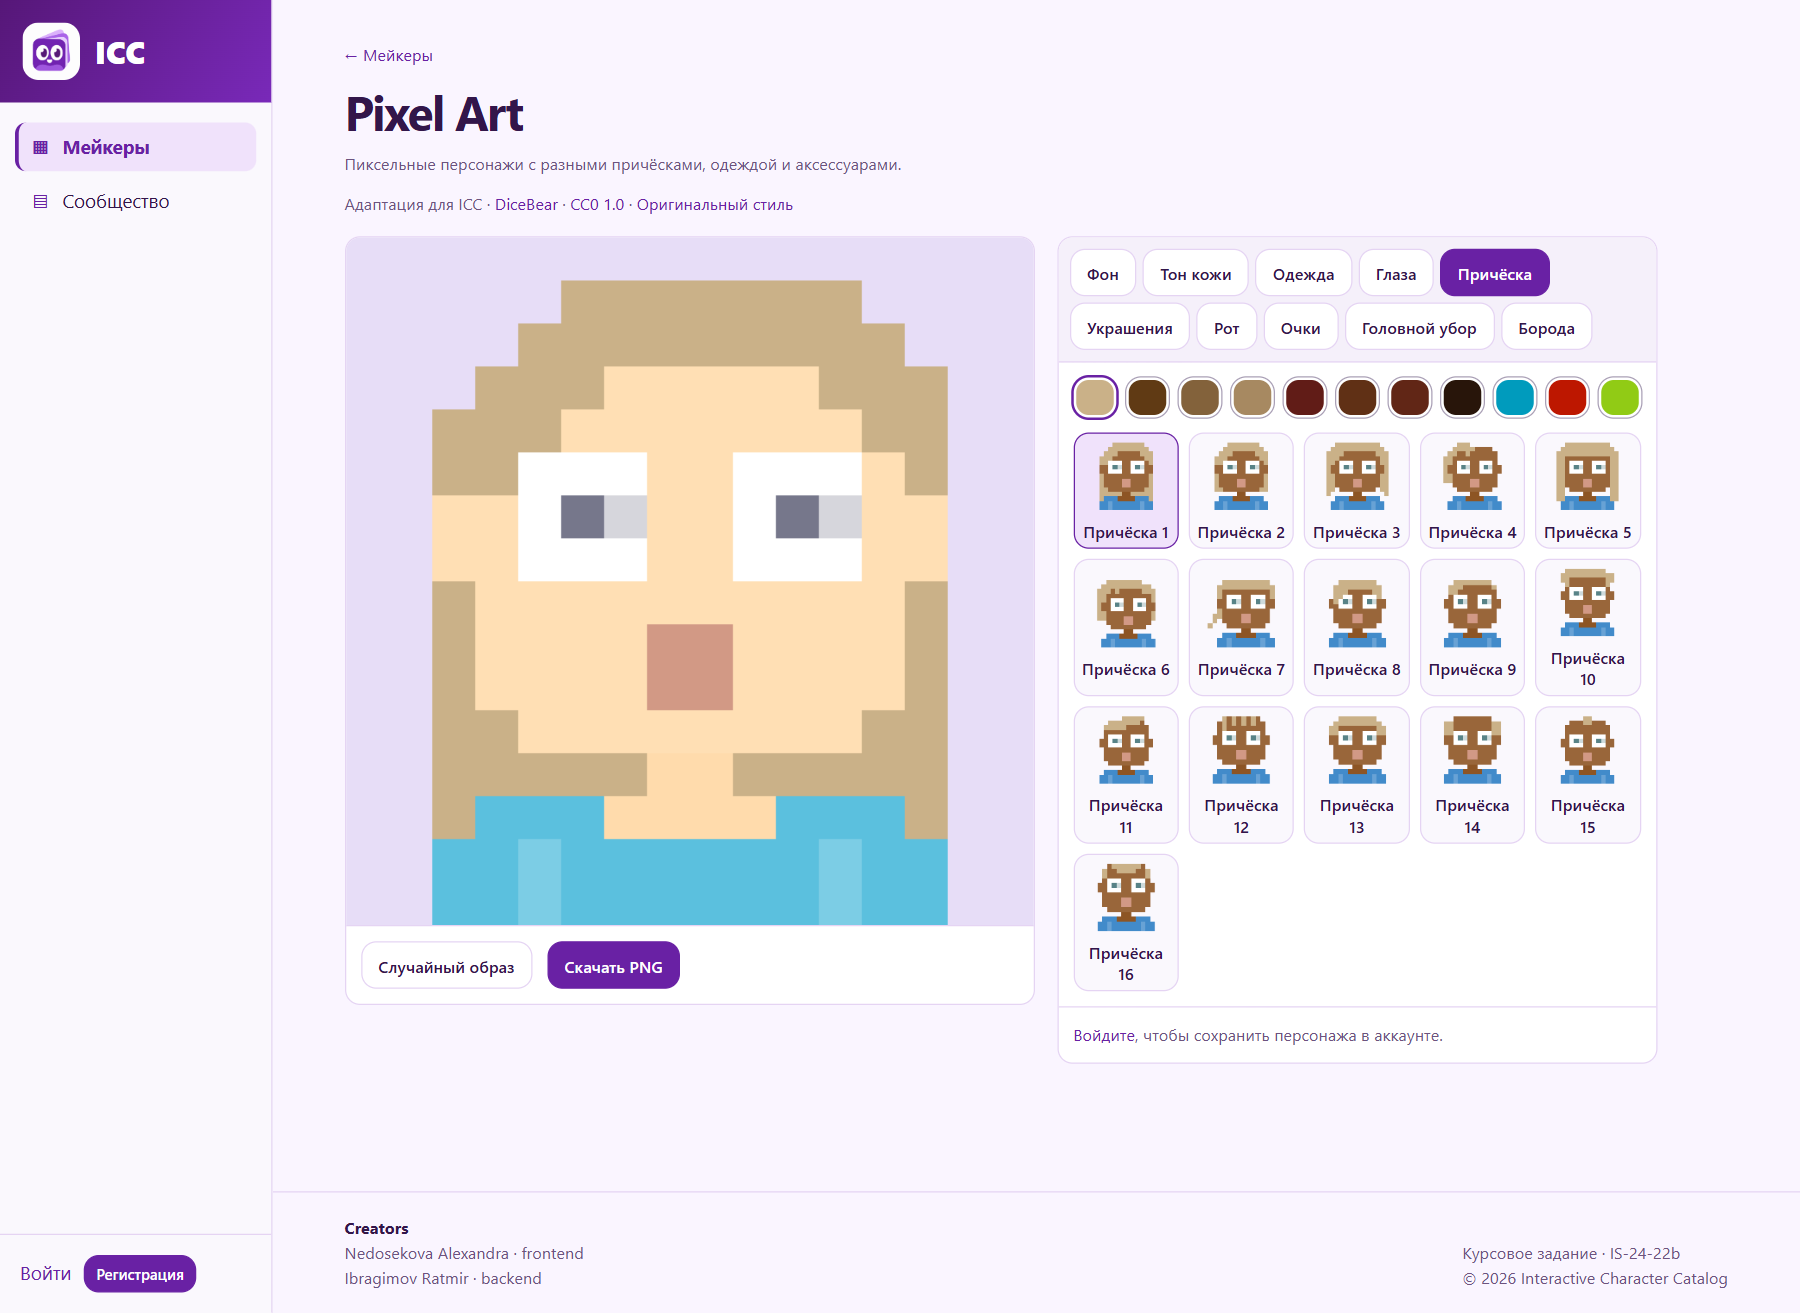 ICC
Мейкеры
Сообщество
← Мейкеры
Pixel Art
Пиксельные персонажи с разными причёсками, одеждой и аксессуарами.
Адаптация для ICC · DiceBear · CC0 1.0 · Оригинальный стиль
Фон
Тон кожи
Одежда
Глаза
Причёска
Украшения
Рот
Очки
Головной убор
Борода
Причёска 1
Причёска 2
Причёска 3
Причёска 4
Причёска 5
Причёска 6
Причёска 7
Причёска 8
Причёска 9
Причёска
10
Причёска
11
Причёска
12
Причёска
13
Причёска
14
Причёска
15
Причёска
16
Случайный образ
Скачать PNG
Войдите, чтобы сохранить персонажа в аккаунте.
Войти
Регистрация
Creators
Nedosekova Alexandra · frontend
Ibragimov Ratmir · backend
Курсовое задание · IS-24-22b
© 2026 Interactive Character Catalog